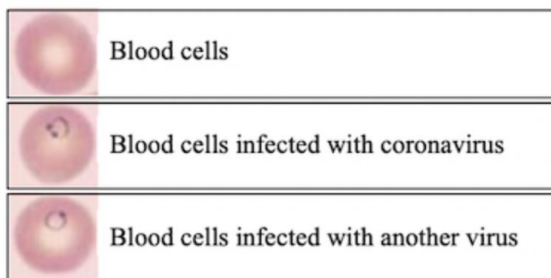 Blood cells
Blood cells infected with coronavirus
Blood cells infected with another virus